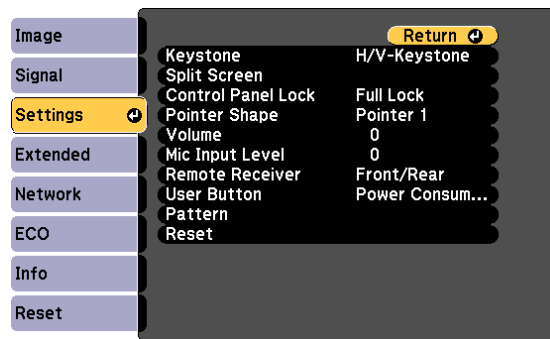 Image
Signal
Settings
Extended
Network
ECO
Info
Reset
Return
Keystone H/V-Keystone
Split Screen
Control Panel Lock Full Lock
Pointer Shape Pointer 1
Volume 0
Mic Input Level 0
Remote Receiver Front/Rear
User Button Power Consum...
Pattern
Reset